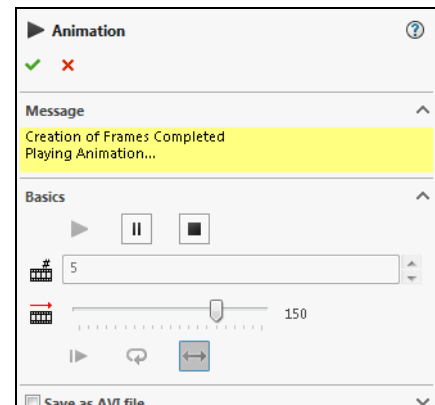 Animation
Message
Creation of Frames Completed
Playing Animation...
Basics
#
5
150
Save as AVI file